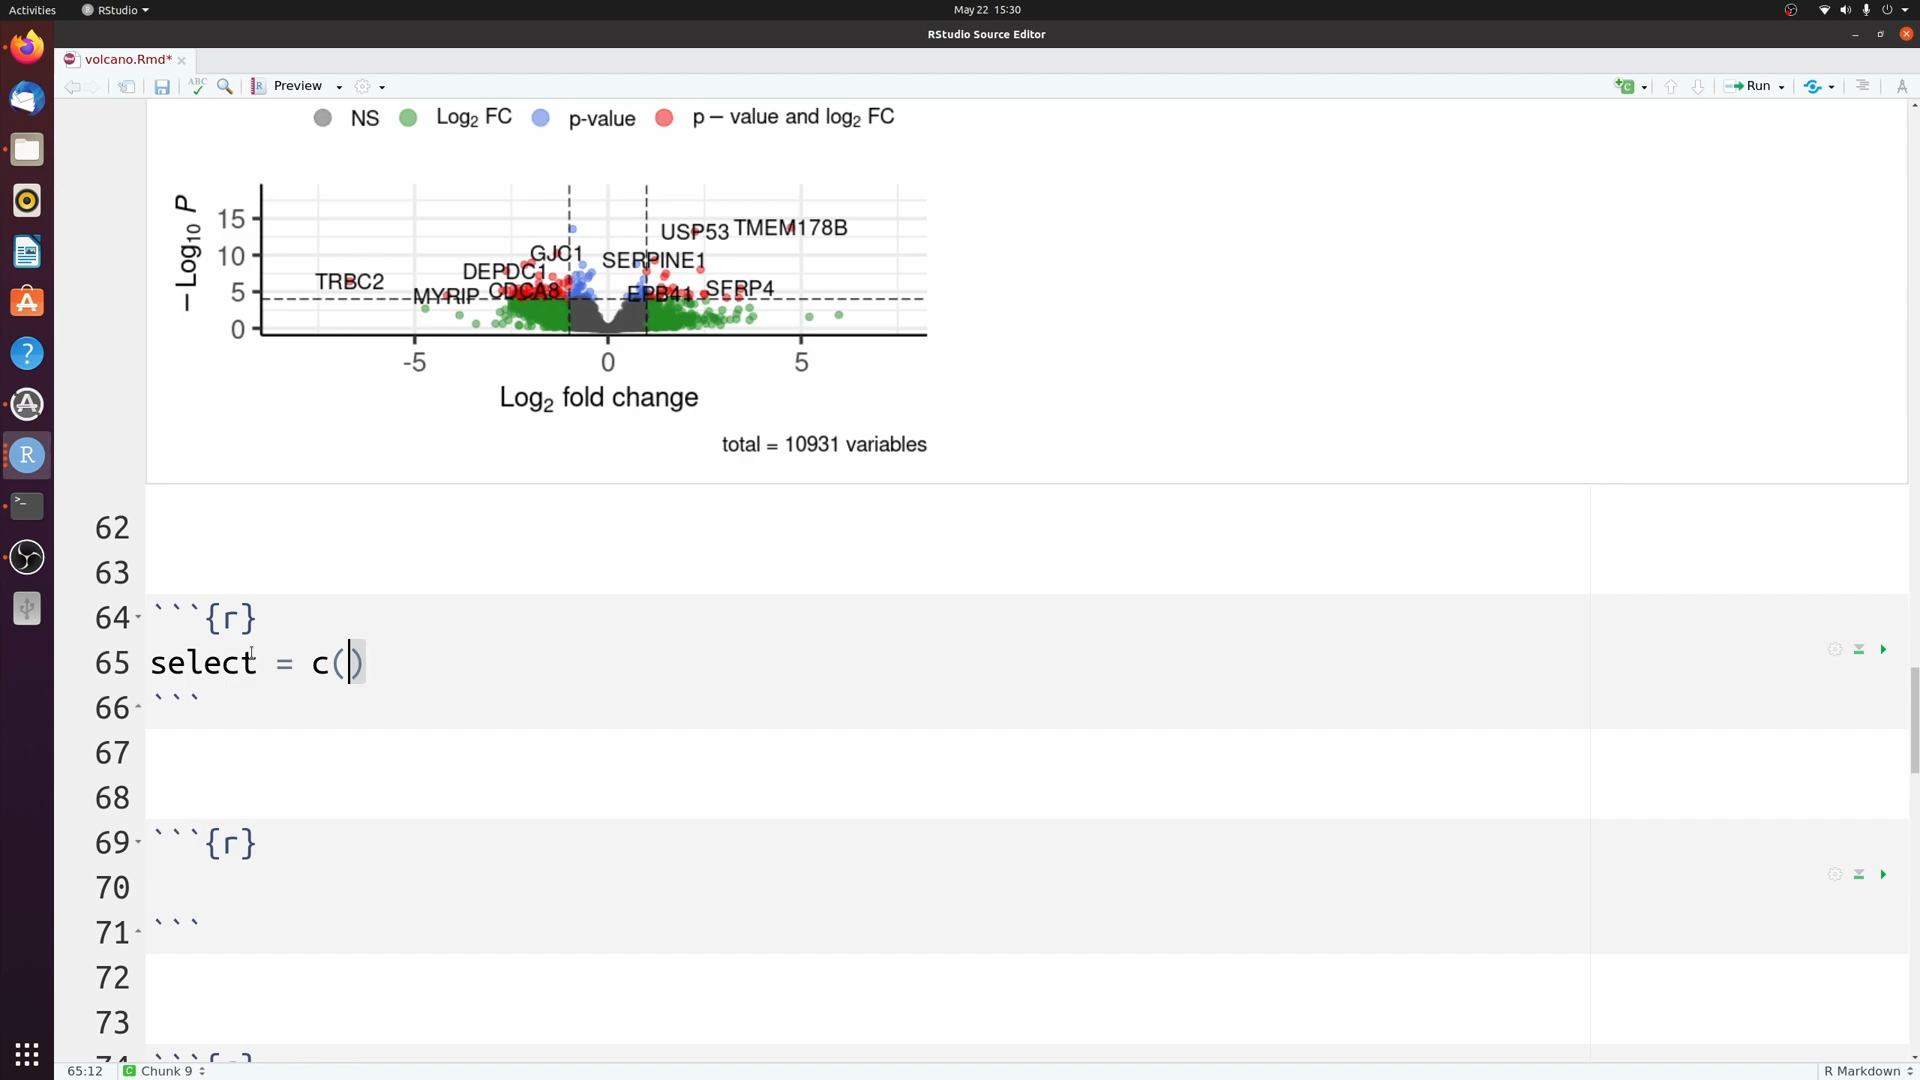 Activities RStudio May 22 15:30
RStudio Source Editor
volcano.Rmd*
ABC Preview Run
NS Log2 FC p-value p − value and log2 FC
− Log10 P
15
10
5
0
USP53 TMEM178B
GJC1 SERPINE1
DEPDC1
TRBC2
MYRIP CDCA8 EPB41 SFRP4
-5 0 5
Log2 fold change
total = 10931 variables
62
63
64 ```{r}
65 select = c()
66 ```
67
68
69 ```{r}
70
71 ```
72
73
74 ```{r}
65:12 Chunk 9 R Markdown